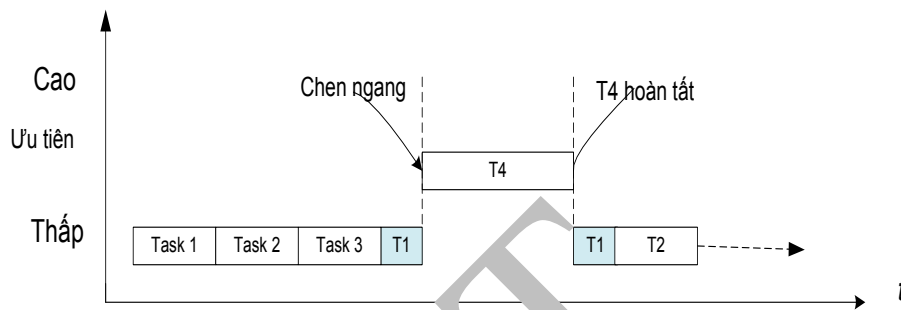 Cao
Chen ngang
T4 hoàn tất
Ưu tiên
T4
Thấp
Task 1
Task 2
Task 3
T1
T1
T2
t